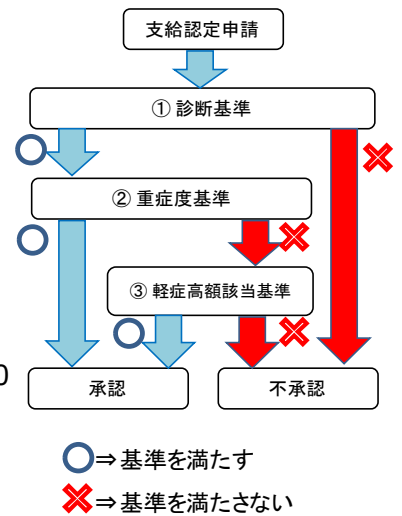 支給認定申請
① 診断基準
② 重症度基準
③ 軽症高額該当基準
0
承認
不承認
⇒基準を満たす
⇒基準を満たさない